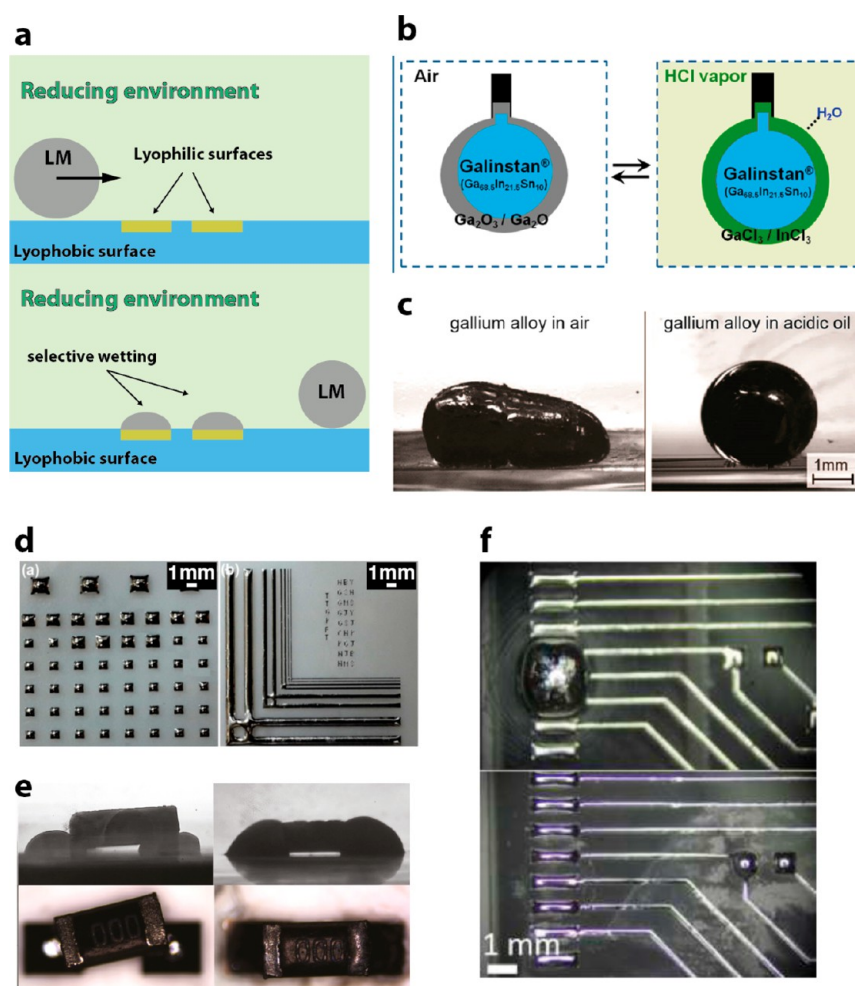 a
Reducing environment
LM
Lyophilic surfaces
Lyophobic surface
Reducing environment
selective wetting
LM
Lyophobic surface
b
Air
Galinstan®
(Ga68.5In21.5Sn10)
Ga2O3 / Ga2O
HCl vapor
H2O
Galinstan®
(Ga68.5In21.5Sn10)
GaCl3 / InCl3
c
gallium alloy in air
gallium alloy in acidic oil
1mm
d
(a)
1mm
(b)
1mm
e
000
000
f
1 mm